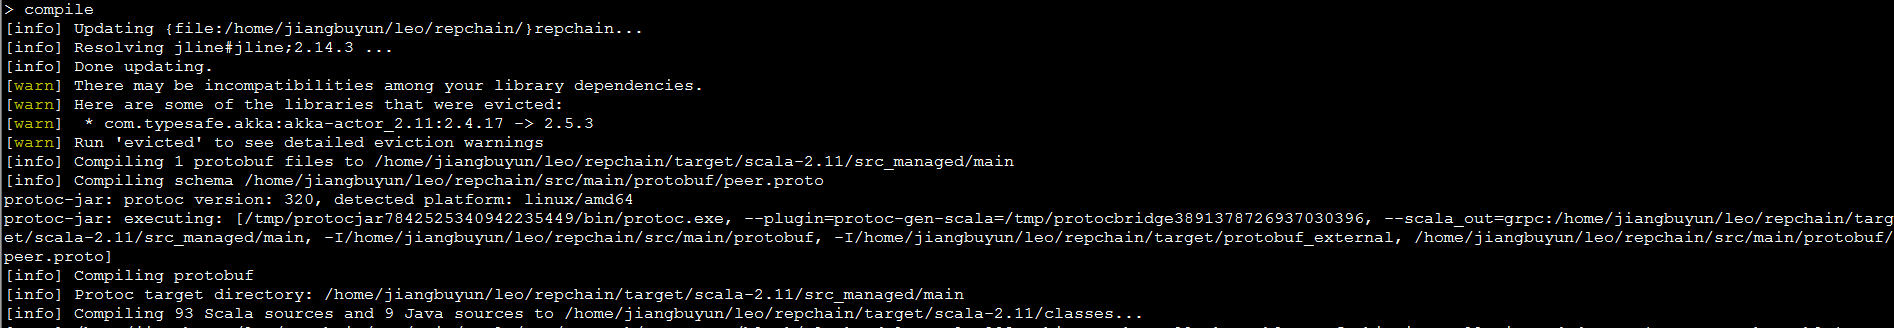 > compile
[info] Updating {file:/home/jiangbuyun/leo/repchain/}repchain...
[info] Resolving jline#jline;2.14.3 ...
[info] Done updating.
[warn] There may be incompatibilities among your library dependencies.
[warn] Here are some of the libraries that were evicted:
[warn]  * com.typesafe.akka:akka-actor_2.11:2.4.17 -> 2.5.3
[warn] Run 'evicted' to see detailed eviction warnings
[info] Compiling 1 protobuf files to /home/jiangbuyun/leo/repchain/target/scala-2.11/src_managed/main
[info] Compiling schema /home/jiangbuyun/leo/repchain/src/main/protobuf/peer.proto
protoc-jar: protoc version: 320, detected platform: linux/amd64
protoc-jar: executing: [/tmp/protocjar7842525340942235449/bin/protoc.exe, --plugin=protoc-gen-scala=/tmp/protocbridge3891378726937030396, --scala_out=grpc:/home/jiangbuyun/leo/repchain/targ
et/scala-2.11/src_managed/main, -I/home/jiangbuyun/leo/repchain/src/main/protobuf, -I/home/jiangbuyun/leo/repchain/target/protobuf_external, /home/jiangbuyun/leo/repchain/src/main/protobuf/
peer.proto]
[info] Compiling protobuf
[info] Protoc target directory: /home/jiangbuyun/leo/repchain/target/scala-2.11/src_managed/main
[info] Compiling 93 Scala sources and 9 Java sources to /home/jiangbuyun/leo/repchain/target/scala-2.11/classes...